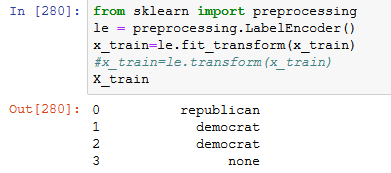 In [280]: from sklearn import preprocessing
le = preprocessing.LabelEncoder()
x_train=le.fit_transform(x_train)
#x_train=le.transform(x_train)
X_train
Out[280]: 0 republican
1 democrat
2 democrat
3 none